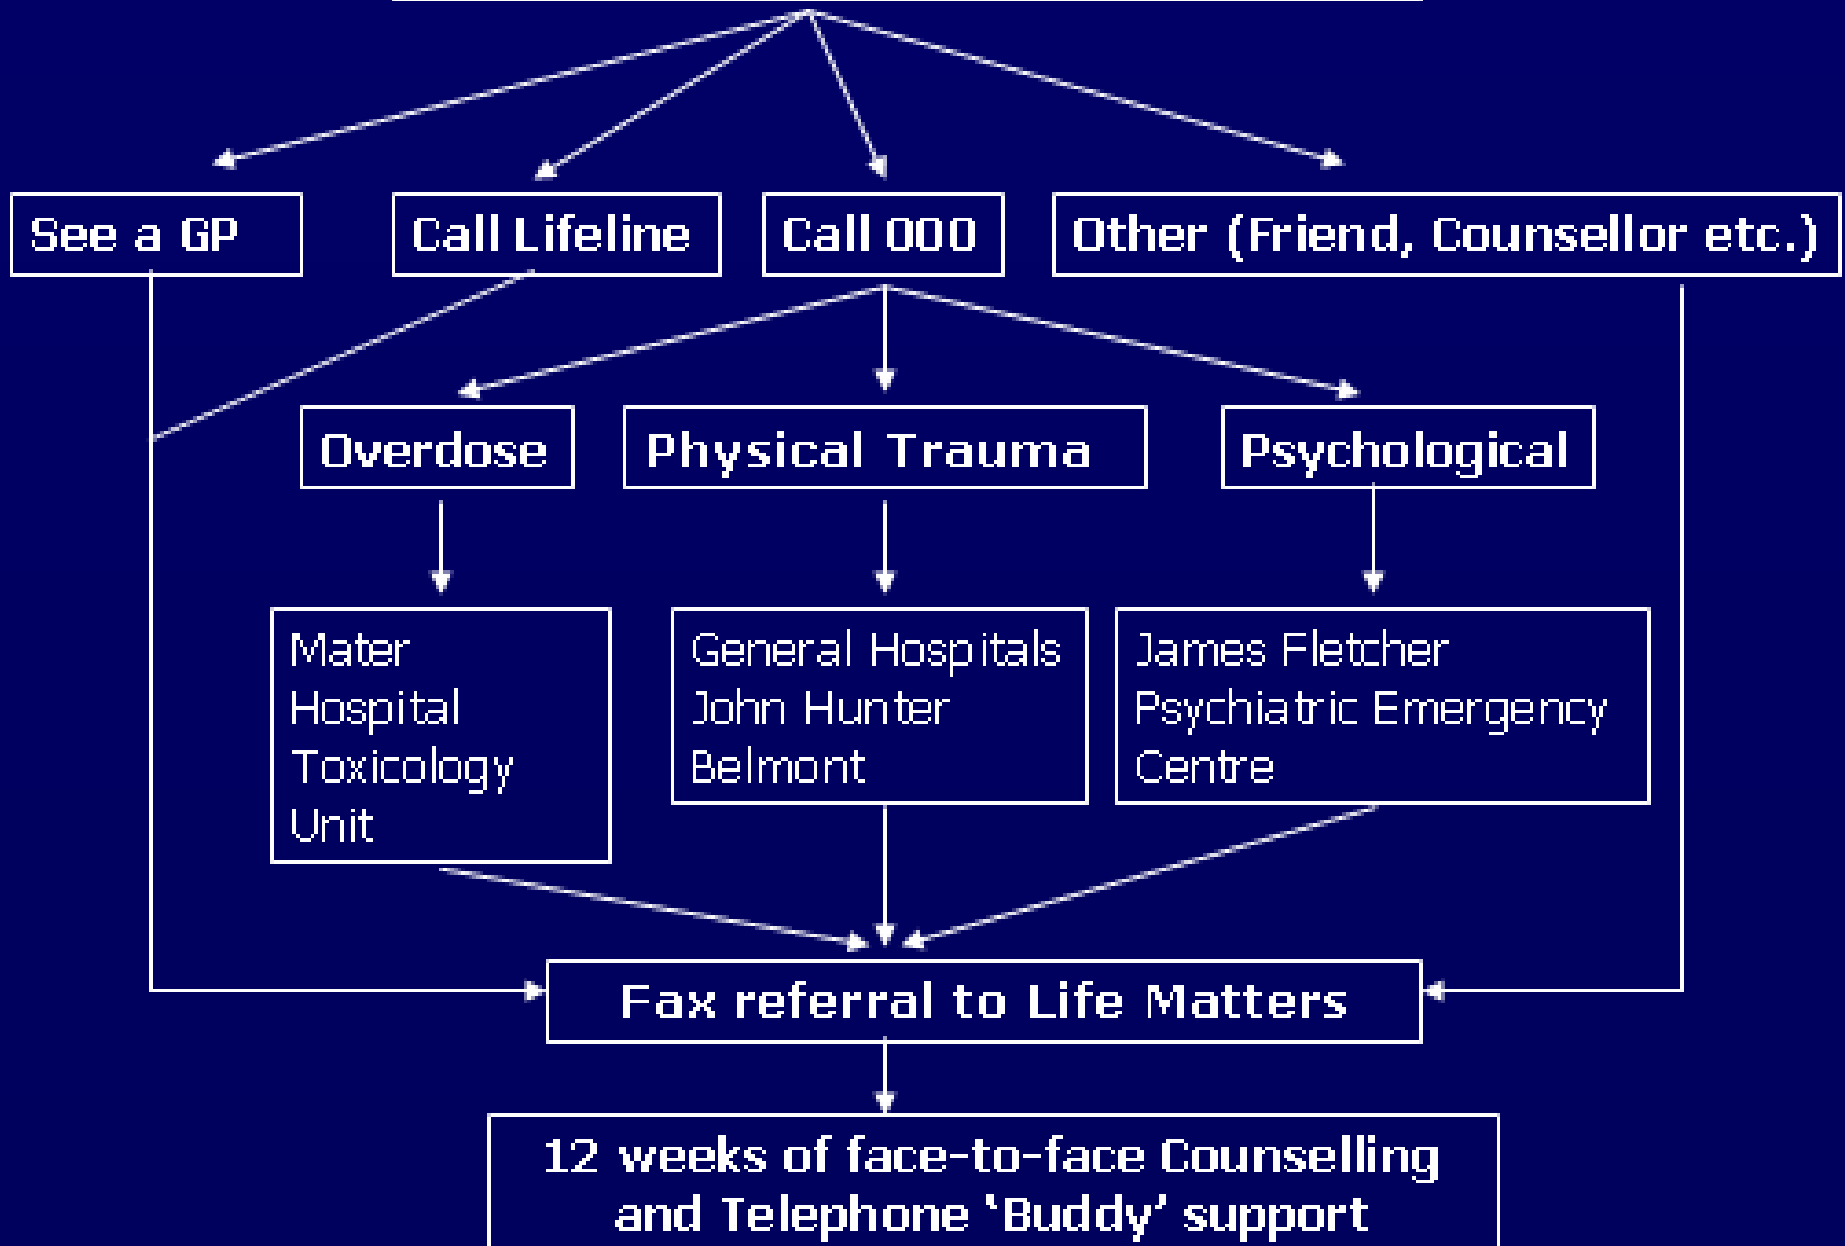 See a GP
Call Lifeline
Call 000
Other (Friend, Counsellor etc.)
Overdose
Physical Trauma
Psychological
Mater
Hospital
Toxicology
Unit
General Hospitals
John Hunter
Belmont
James Fletcher
Psychiatric Emergency
Centre
Fax referral to Life Matters
12 weeks of face-to-face Counselling
and Telephone ‘Buddy’ support